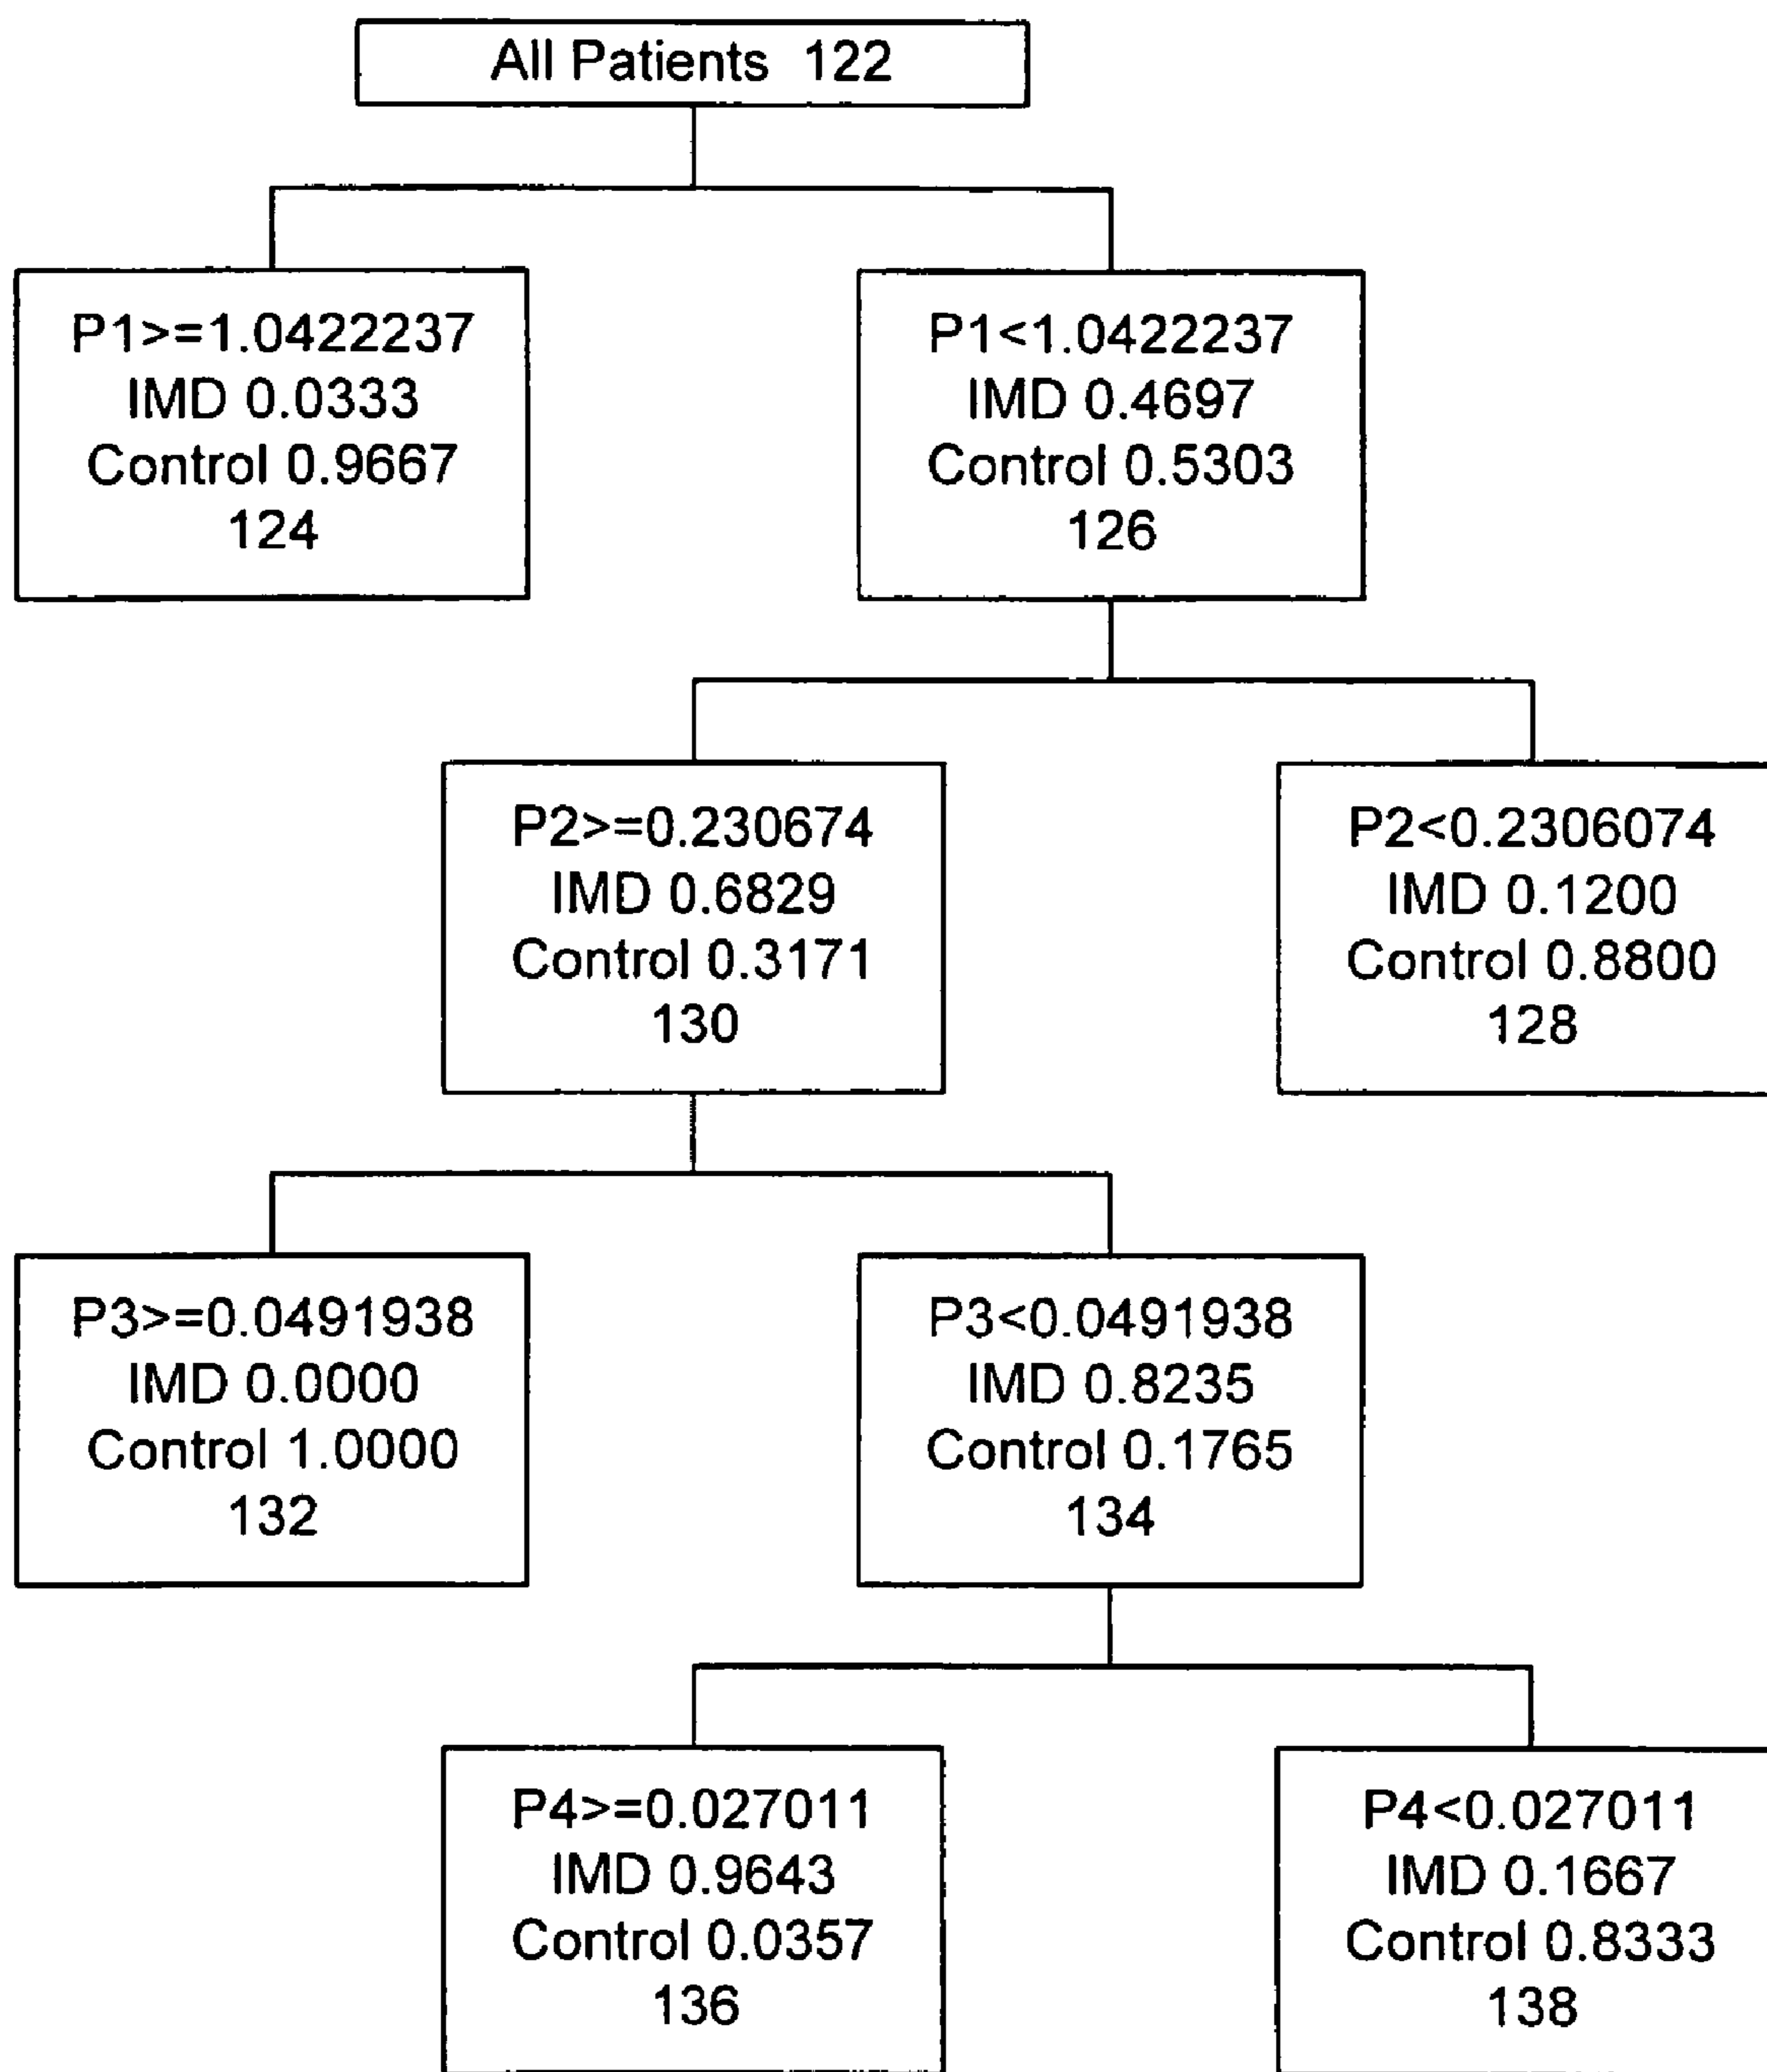 All Patients 122
P1>=1.0422237
IMD 0.0333
Control 0.9667
124
P1<1.0422237
IMD 0.4697
Control 0.5303
126
P2>=0.230674
IMD 0.6829
Control 0.3171
130
P2<0.2306074
IMD 0.1200
Control 0.8800
128
P3>=0.0491938
IMD 0.0000
Control 1.0000
132
P3<0.0491938
IMD 0.8235
Control 0.1765
134
P4>=0.027011
IMD 0.9643
Control 0.0357
136
P4<0.027011
IMD 0.1667
Control 0.8333
138